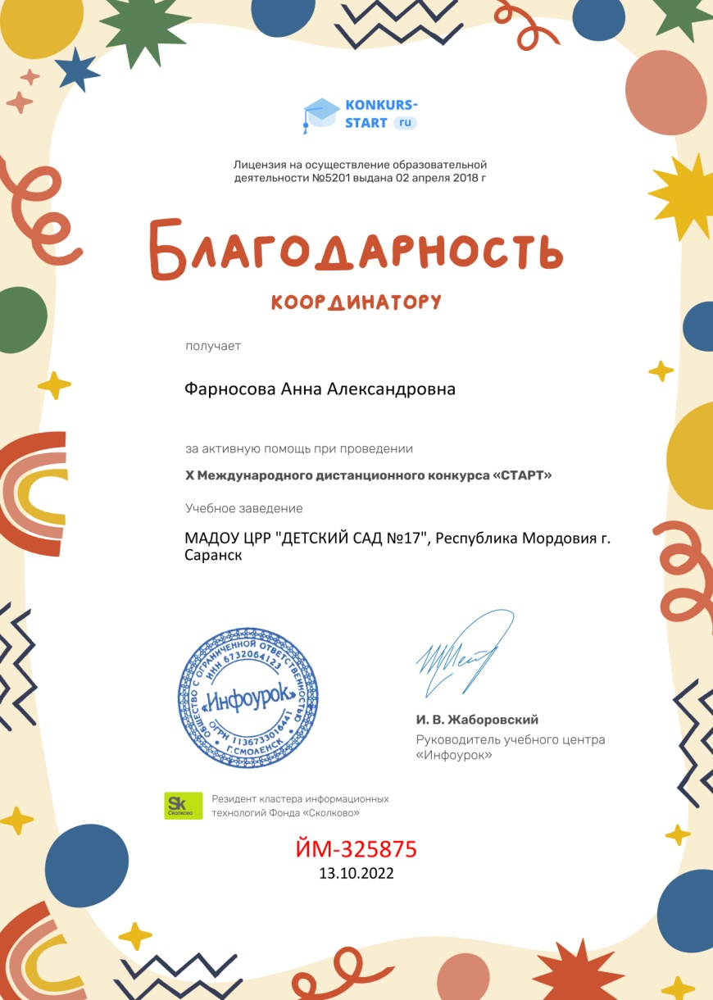 KONKURS-
START ru
Лицензия на осуществление образовательной
деятельности №5201 выдана 02 апреля 2018 г
Благодарность
координатору
получает
Фарносова Анна Александровна
за активную помощь при проведении
X Международного дистанционного конкурса «СТАРТ»
Учебное заведение
МАДОУ ЦРР "ДЕТСКИЙ САД №17", Республика Мордовия г.
Саранск
ОБЩЕСТВО С ОГРАНИЧЕННОЙ ОТВЕТСТВЕННОСТЬЮ
ИНН 6732064123
«Инфоурок»
ОГРН 1136733016441
Г.СМОЛЕНСК
И. В. Жаборовский
Руководитель учебного центра
«Инфоурок»
Sk
Сколково
Резидент кластера информационных
технологий Фонда «Сколково»
ЙМ-325875
13.10.2022